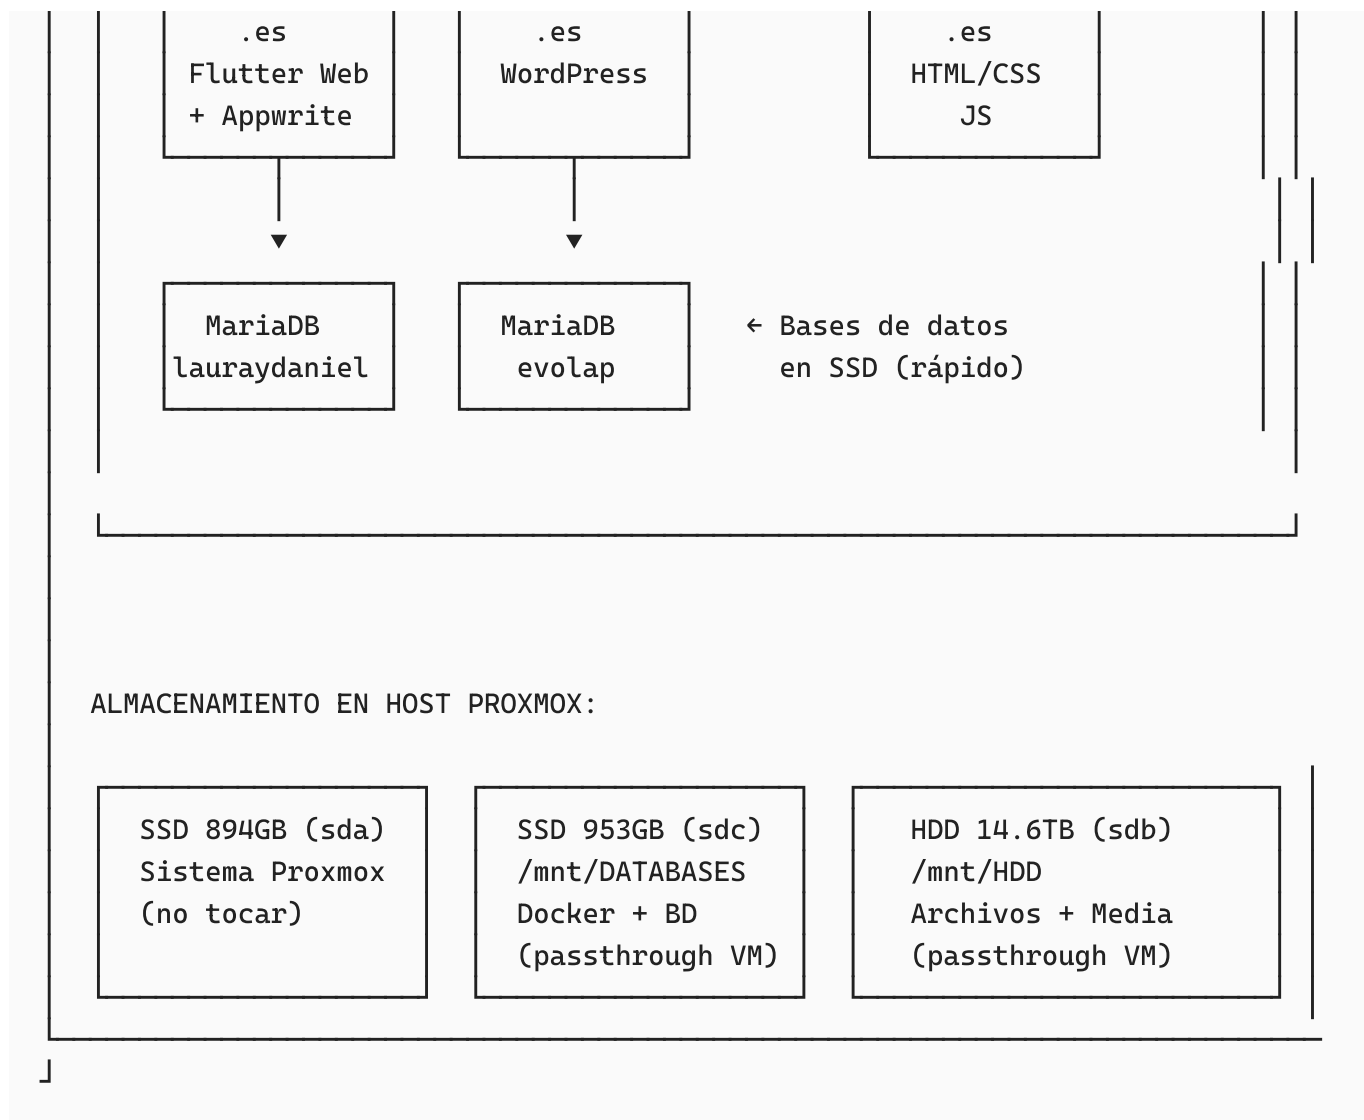 .es .es .es
Flutter Web WordPress HTML/CSS
+ Appwrite JS
MariaDB MariaDB ← Bases de datos
lauraydaniel evolap en SSD (rápido)
ALMACENAMIENTO EN HOST PROXMOX:
SSD 894GB (sda) SSD 953GB (sdc) HDD 14.6TB (sdb)
Sistema Proxmox /mnt/DATABASES /mnt/HDD
(no tocar) Docker + BD Archivos + Media
(passthrough VM) (passthrough VM)